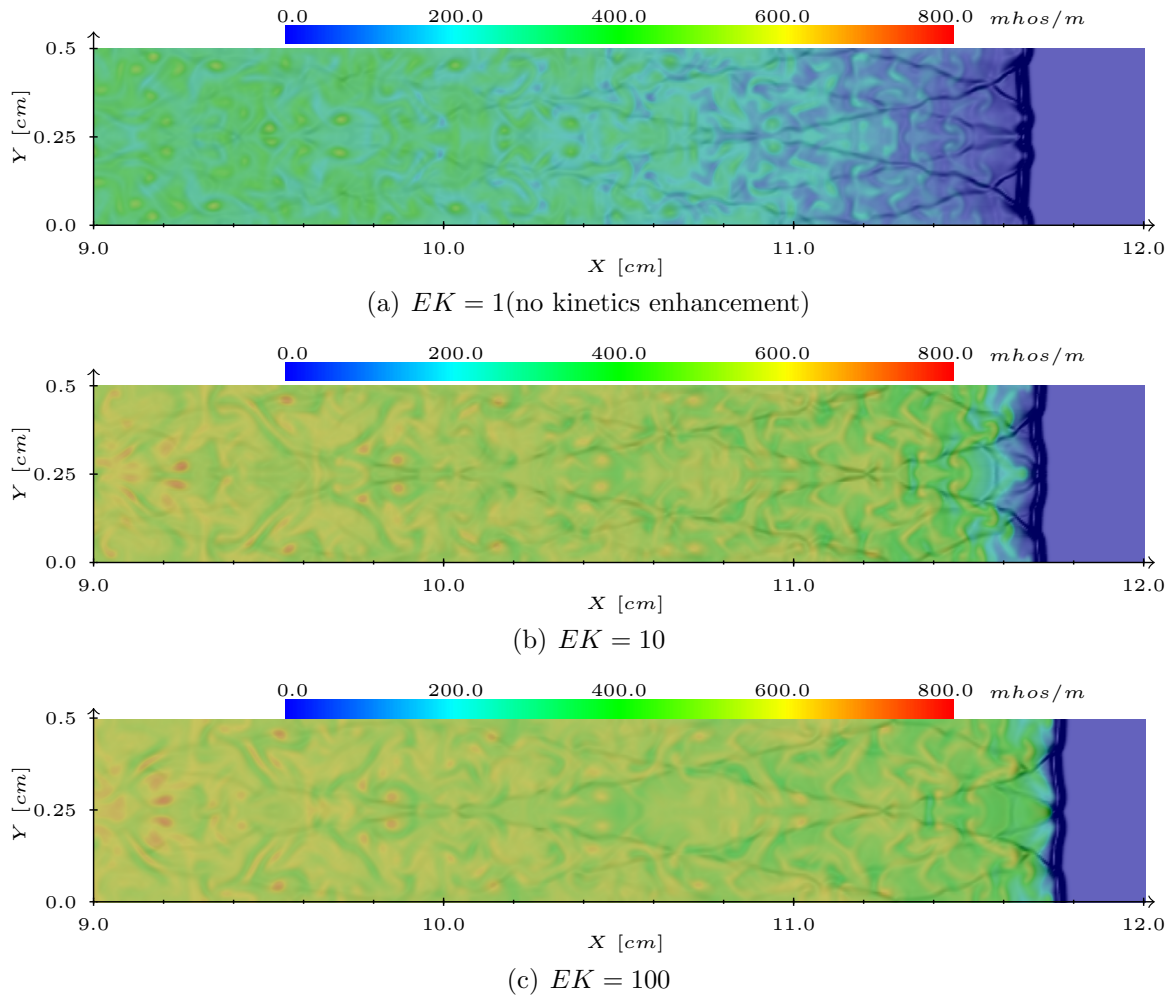 0.0 200.0 400.0 600.0 800.0 mhos/m
0.5
0.25
0.0
Y [cm]
9.0 10.0 11.0 12.0
X [cm]
(a) EK = 1(no kinetics enhancement)
0.0 200.0 400.0 600.0 800.0 mhos/m
0.5
0.25
0.0
Y [cm]
9.0 10.0 11.0 12.0
X [cm]
(b) EK = 10
0.0 200.0 400.0 600.0 800.0 mhos/m
0.5
0.25
0.0
Y [cm]
9.0 10.0 11.0 12.0
X [cm]
(c) EK = 100